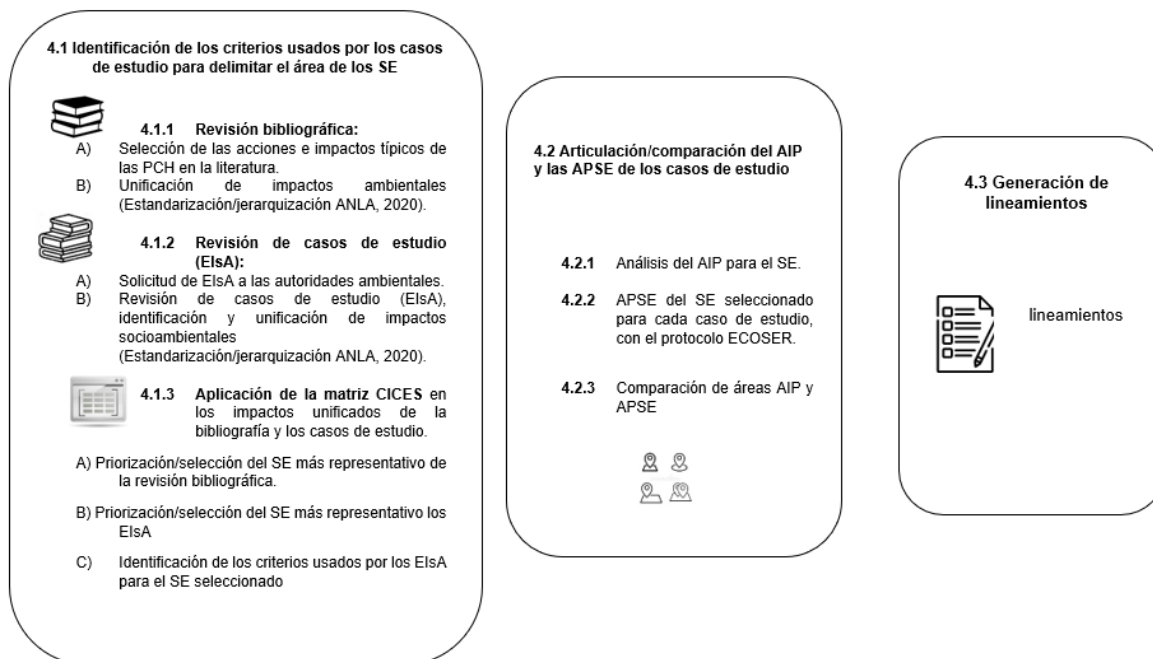 4.1 Identificación de los criterios usados por los casos
de estudio para delimitar el área de los SE
4.1.1 Revisión bibliográfica:
A) Selección de las acciones e impactos típicos de
las PCH en la literatura.
B) Unificación de impactos ambientales
(Estandarización/jerarquización ANLA, 2020).
4.1.2 Revisión de casos de estudio
(EIsA):
A) Solicitud de EIsA a las autoridades ambientales.
B) Revisión de casos de estudio (EIsA),
identificación y unificación de impactos
socioambientales
(Estandarización/jerarquización ANLA, 2020).
4.1.3 Aplicación de la matriz CICES en
los impactos unificados de la
bibliografía y los casos de estudio.
A) Priorización/selección del SE más representativo de
la revisión bibliográfica.
B) Priorización/selección del SE más representativo los
EIsA
C) Identificación de los criterios usados por los EIsA
para el SE seleccionado
4.2 Articulación/comparación del AIP
y las APSE de los casos de estudio
4.2.1 Análisis del AIP para el SE.
4.2.2 APSE del SE seleccionado
para cada caso de estudio,
con el protocolo ECOSER.
4.2.3 Comparación de áreas AIP y
APSE
4.3 Generación de
lineamientos
lineamientos